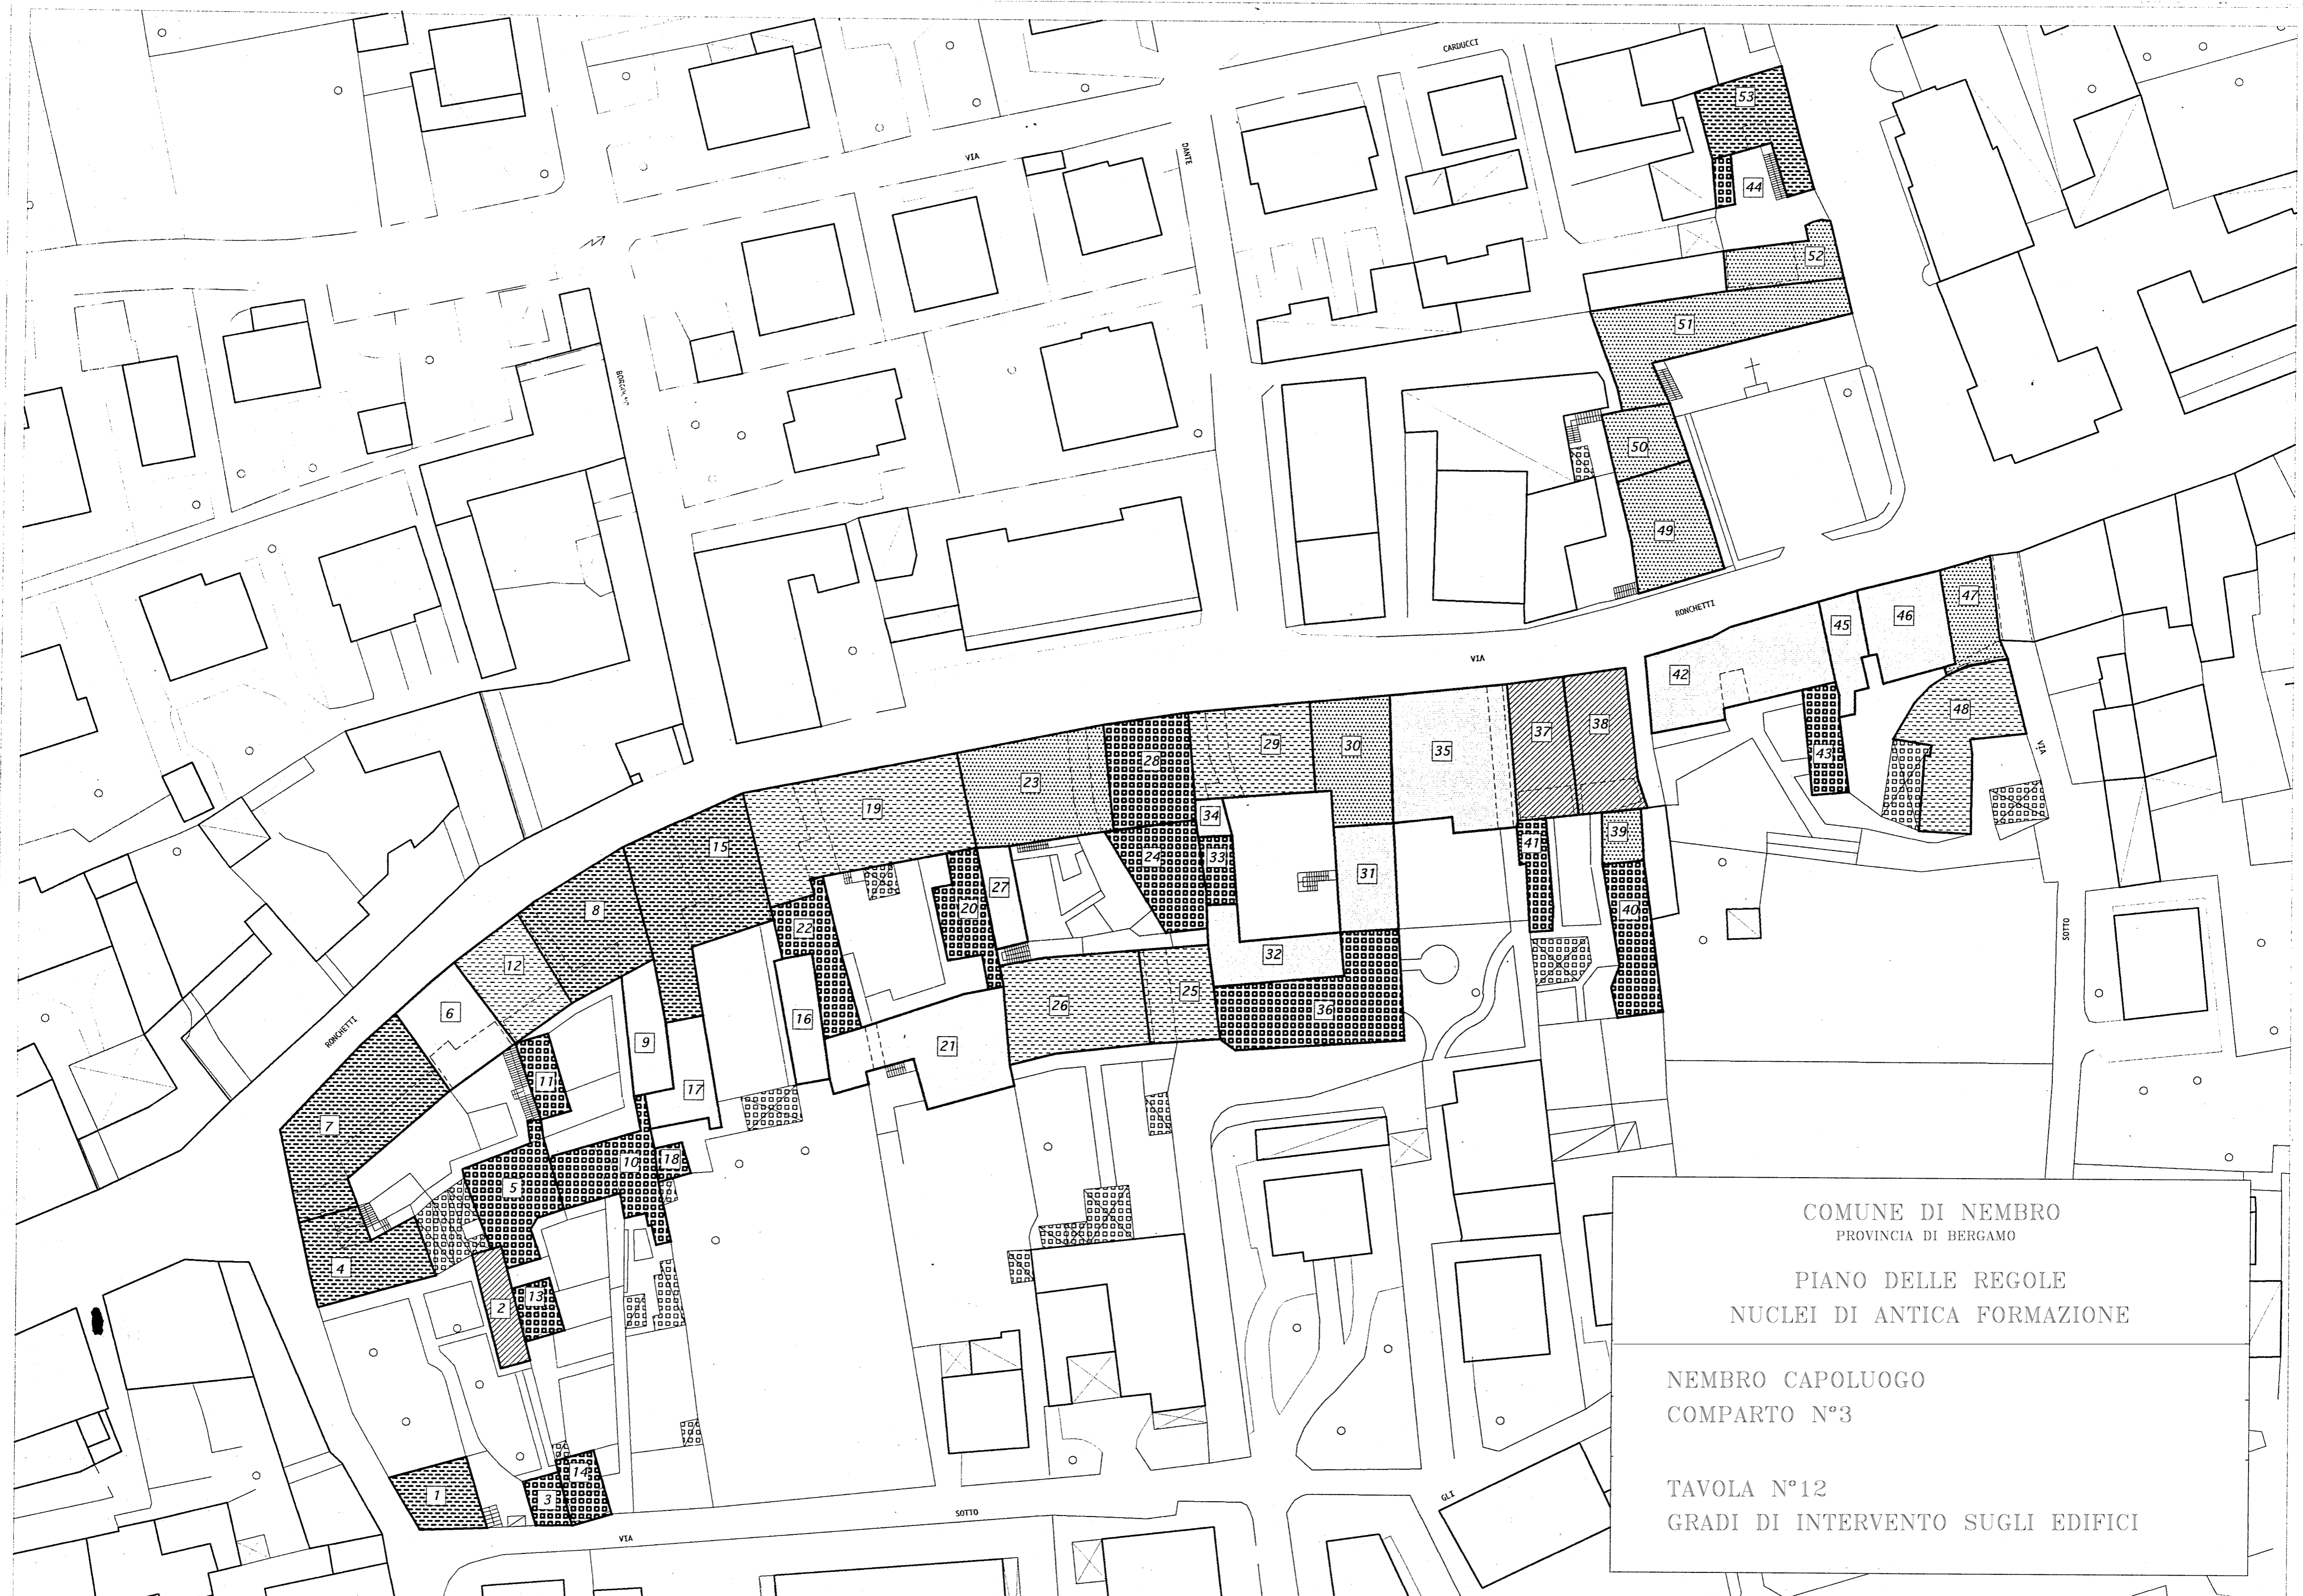 CARDUCCI
53
VIA
DANTE
44
52
51
50
49
RONCHETTI
47
45
46
42
VIA
48
VIA
43
37
38
35
30
29
28
23
19
34
41
39
15
24
33
31
27
20
22
40
8
12
32
26
25
36
6
16
21
9
RONCHETTI
11
17
7
10
18
5
4
13
2
SOTTO
14
1
3
SOTTO
VIA
GLI
COMUNE DI NEMBRO
PROVINCIA DI BERGAMO
PIANO DELLE REGOLE
NUCLEI DI ANTICA FORMAZIONE
NEMBRO CAPOLUOGO
COMPARTO N°3
TAVOLA N°12
GRADI DI INTERVENTO SUGLI EDIFICI